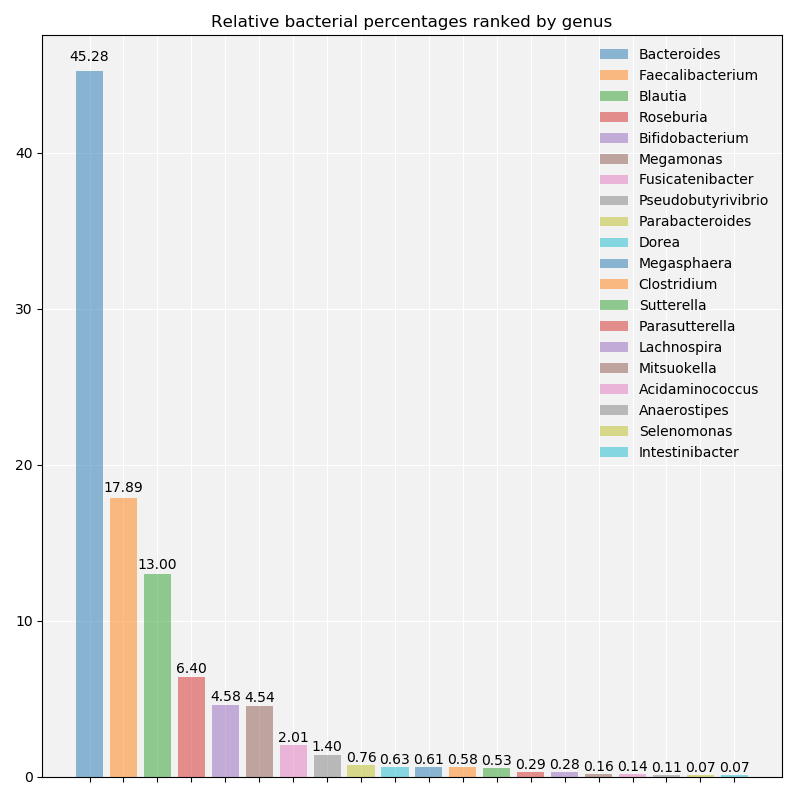 Relative bacterial percentages ranked by genus
45.28
17.89
13.00
6.40
4.58
4.54
2.01
1.40
0.76
0.63
0.61
0.58
0.53
0.29
0.28
0.16
0.14
0.11
0.07
0.07
40
30
20
10
0
Bacteroides
Faecalibacterium
Blautia
Roseburia
Bifidobacterium
Megamonas
Fusicatenibacter
Pseudobutyrivibrio
Parabacteroides
Dorea
Megasphaera
Clostridium
Sutterella
Parasutterella
Lachnospira
Mitsuokella
Acidaminococcus
Anaerostipes
Selenomonas
Intestinibacter